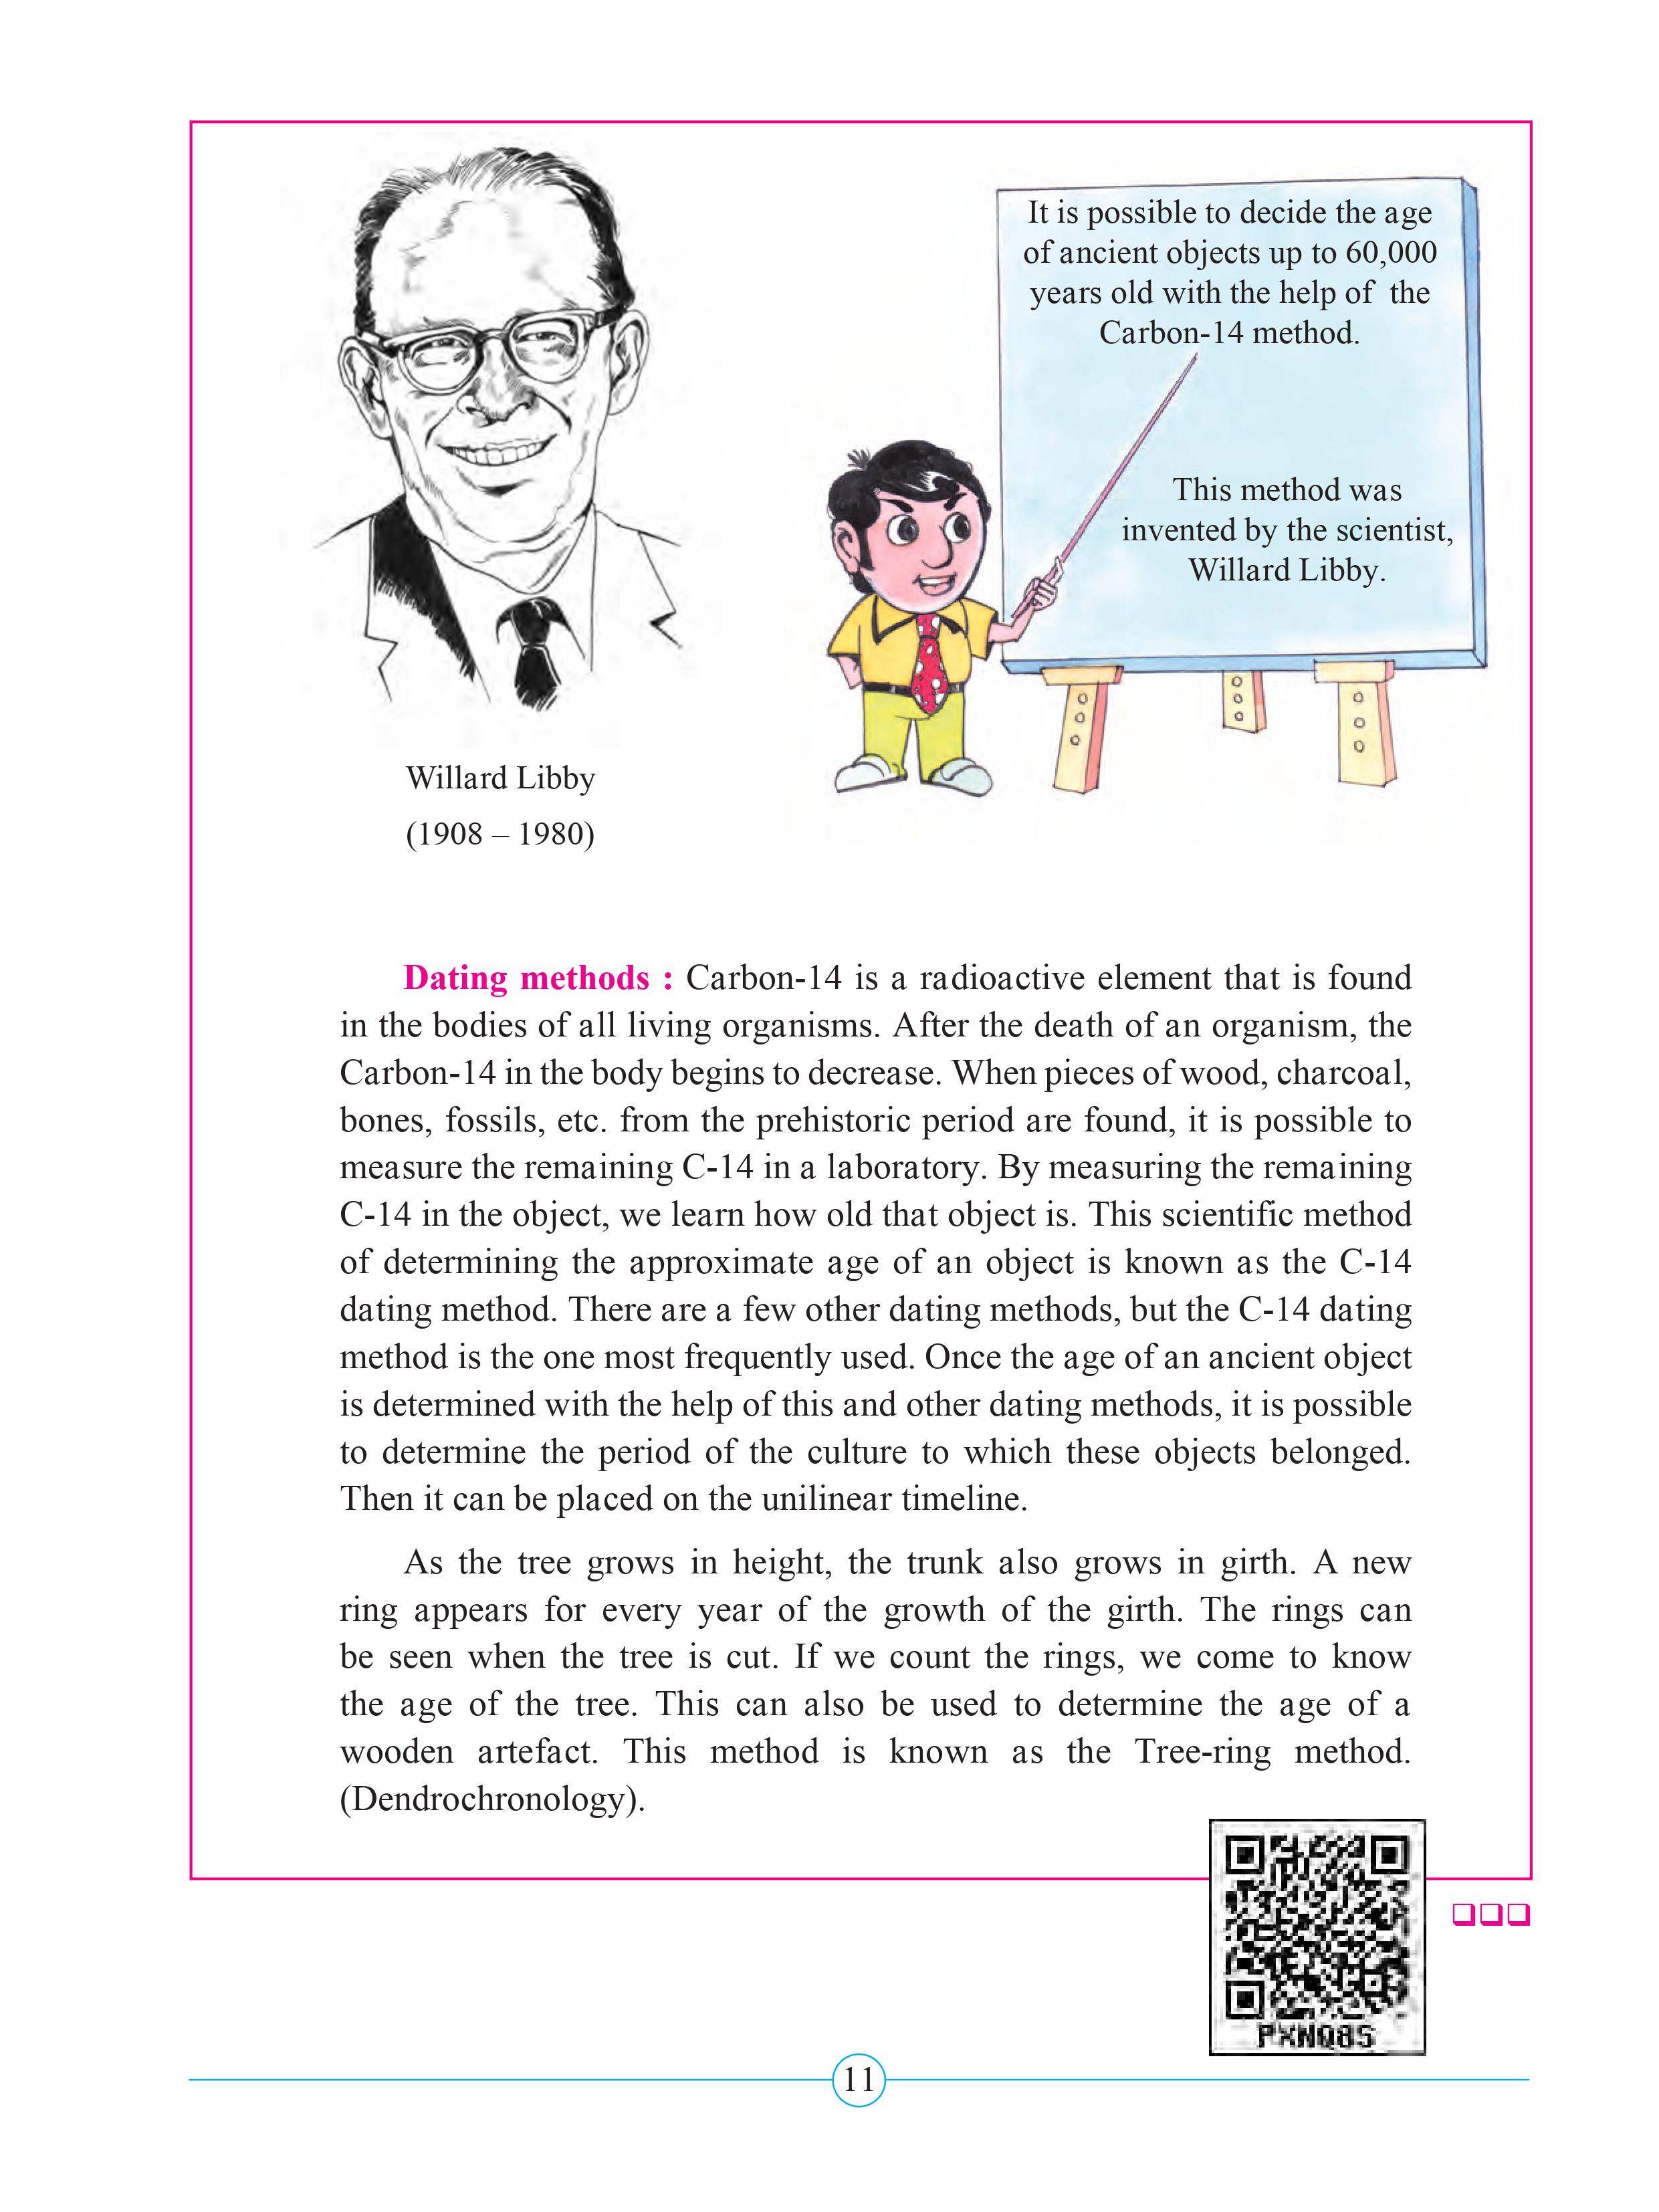 It is possible to decide the age
of ancient objects up to 60,000
years old with the help of the
Carbon-14 method.
This method was
invented by the scientist,
Willard Libby.
Willard Libby
(1908 – 1980)
Dating methods : Carbon-14 is a radioactive element that is found
in the bodies of all living organisms. After the death of an organism, the
Carbon-14 in the body begins to decrease. When pieces of wood, charcoal,
bones, fossils, etc. from the prehistoric period are found, it is possible to
measure the remaining C-14 in a laboratory. By measuring the remaining
C-14 in the object, we learn how old that object is. This scientific method
of determining the approximate age of an object is known as the C-14
dating method. There are a few other dating methods, but the C-14 dating
method is the one most frequently used. Once the age of an ancient object
is determined with the help of this and other dating methods, it is possible
to determine the period of the culture to which these objects belonged.
Then it can be placed on the unilinear timeline.
As the tree grows in height, the trunk also grows in girth. A new
ring appears for every year of the growth of the girth. The rings can
be seen when the tree is cut. If we count the rings, we come to know
the age of the tree. This can also be used to determine the age of a
wooden artefact. This method is known as the Tree-ring method.
(Dendrochronology).
PXNQ8S
11